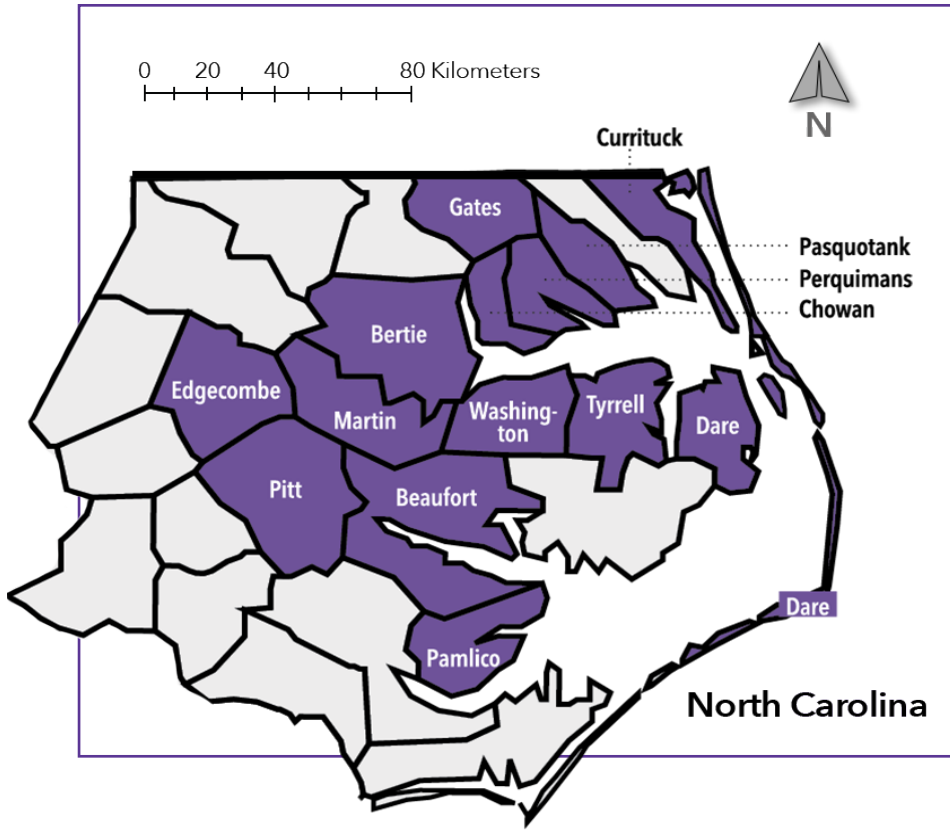 0 20 40 80 Kilometers
N
Currituck
Gates
Pasquotank
Perquimans
Chowan
Bertie
Edgecombe
Martin
Washing-
ton
Tyrrell
Dare
Pitt
Beaufort
Dare
Pamlico
North Carolina